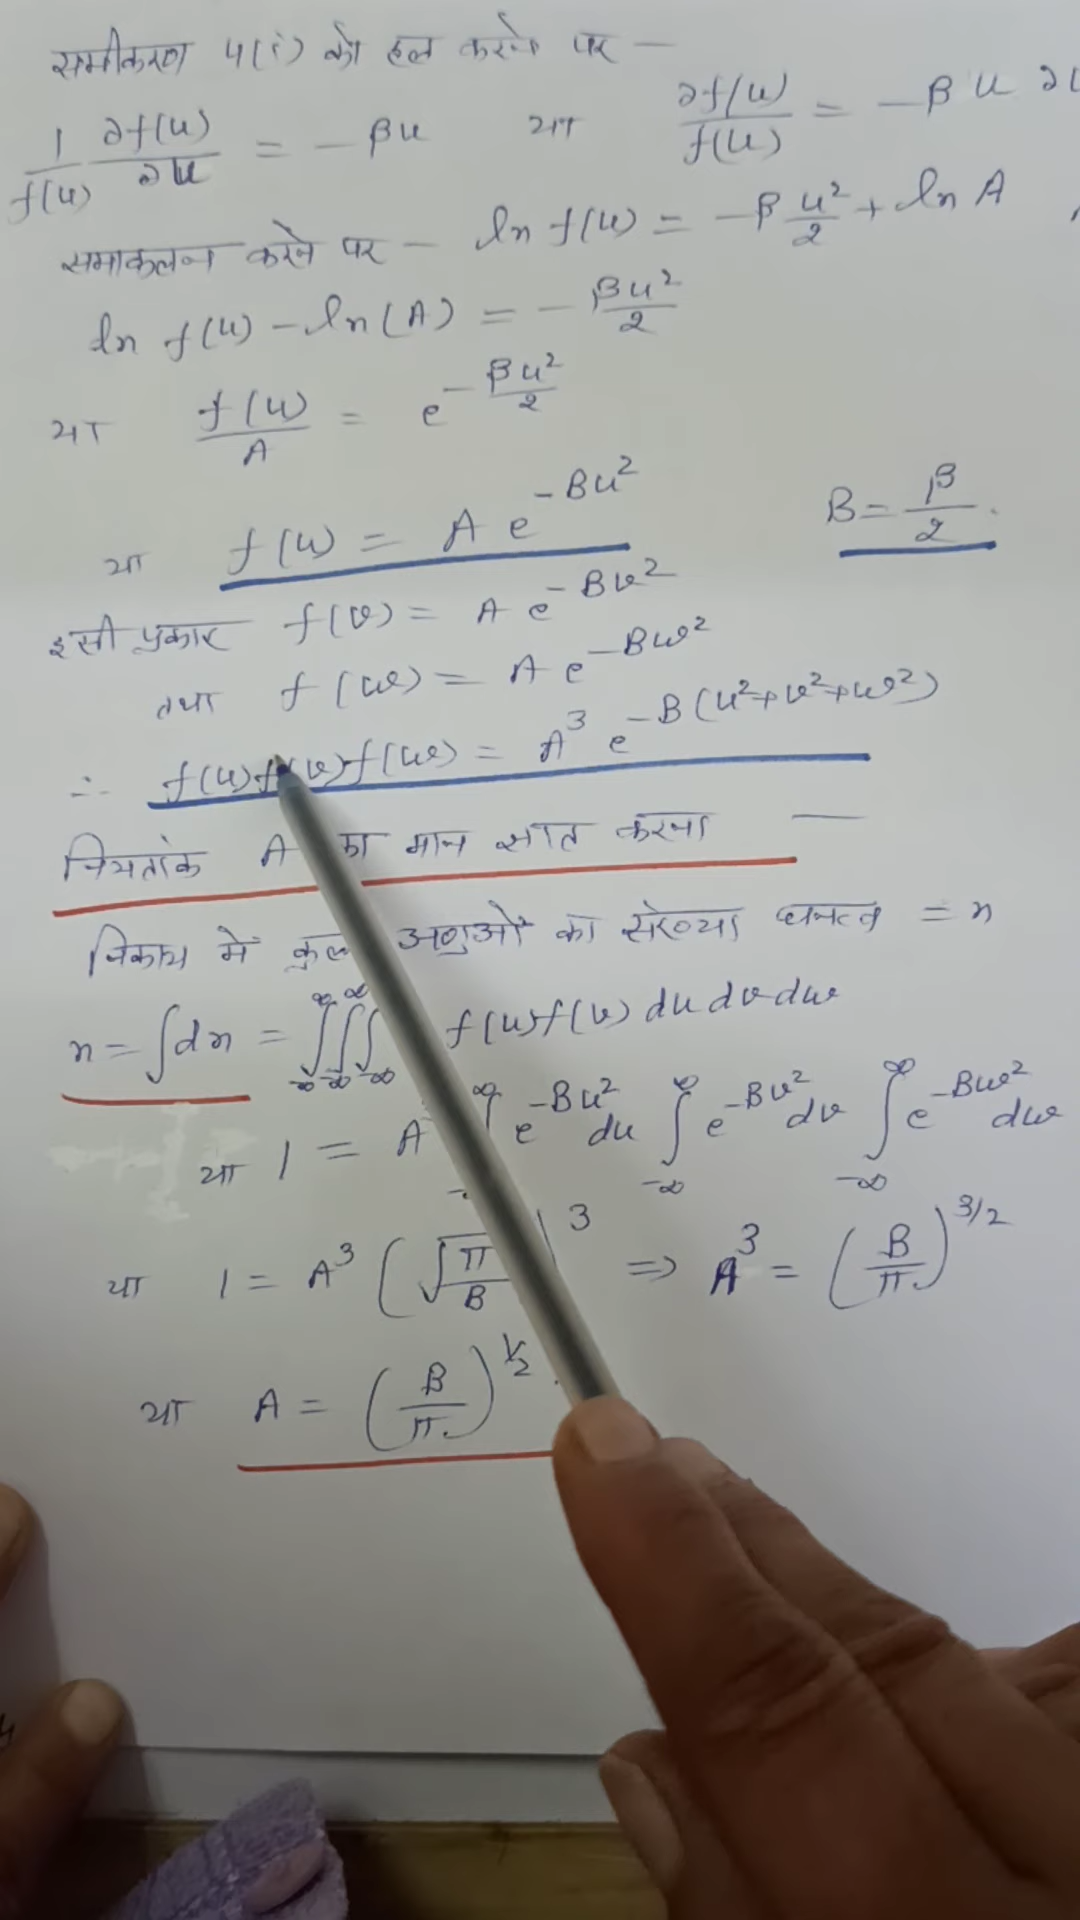 समीकरण 4(i) को हल करने पर —
1/f(u) ∂f(u)/∂u = -βu या ∂f(u)/f(u) = -βu ∂u
समाकलन करने पर — ln f(u) = -β u²/2 + ln A
ln f(u) - ln(A) = - βu²/2
या f(u)/A = e^(-βu²/2)
या f(u) = A e^(-Bu²) B = β/2.
इसी प्रकार f(v) = A e^(-Bv²)
तथा f(w) = A e^(-Bw²)
∴ f(u)f(v)f(w) = A³ e^(-B(u²+v²+w²))
नियतांक A का मान ज्ञात करना —
निकाय में कुल अणुओं का संख्या घनत्व = n
n = ∫dn = ∫∫∫ f(u)f(v) du dv dw
या 1 = A ∫ e^(-Bu²) du ∫_{-∞}^{∞} e^(-Bv²) dv ∫_{-∞}^{∞} e^(-Bw²) dw
या 1 = A³ (√π/B)³ ⇒ A³ = (B/π)^(3/2)
या A = (B/π)^(1/2).